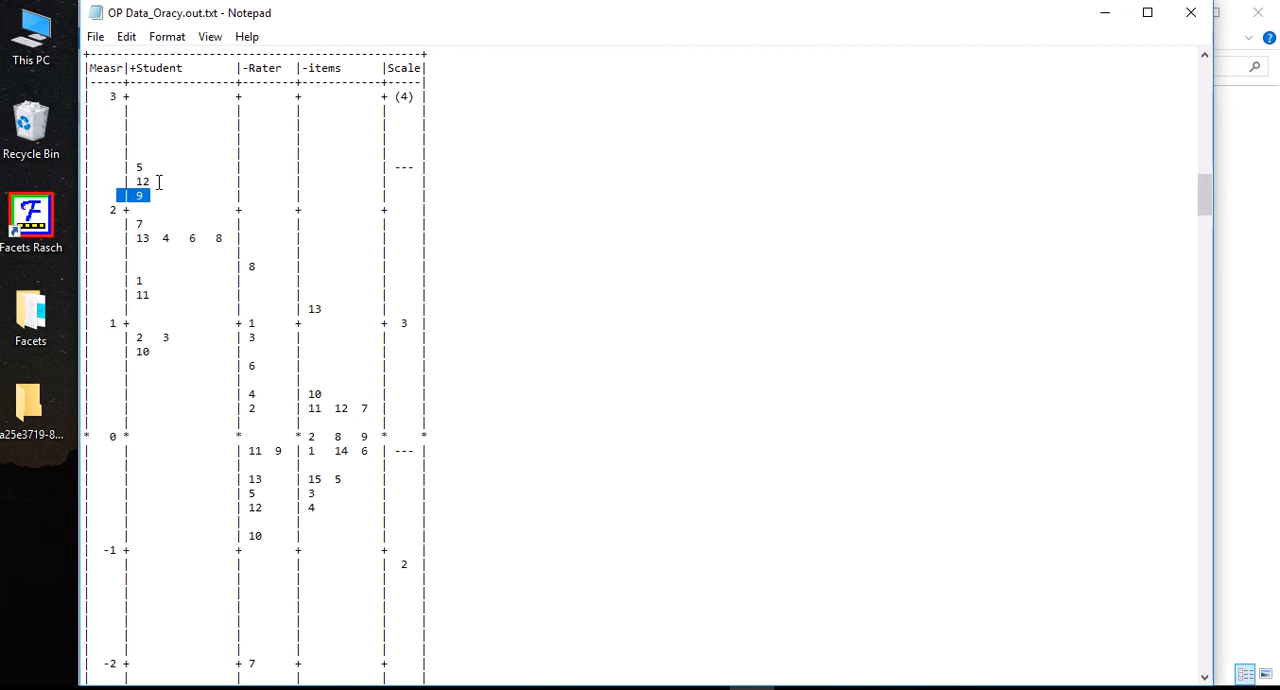 OP Data_Oracy.out.txt - Notepad
File Edit Format View Help
This PC
Recycle Bin
Facets Rasch
Facets
a25e3719-8...
+-------------------------------------------------+
|Measr|+Student |-Rater |-items |Scale|
|-----+----------------+--------+------------+-----|
| 3 + + + + (4) |
| | 5 | | | --- |
| | 12 | | | |
| | 9 | | | |
| 2 + + + + |
| | 7 | | | |
| | 13 4 6 8 | | | |
| | | 8 | | |
| | 1 | | | |
| | 11 | | | |
| | | | 13 | |
| 1 + + 1 + + 3 |
| | 2 3 | 3 | | |
| | 10 | | | |
| | | 6 | | |
| | | 4 | 10 | |
| | | 2 | 11 12 7 | |
* 0 * * * 2 8 9 * *
| | | 11 9 | 1 14 6 | --- |
| | | 13 | 15 5 | |
| | | 5 | 3 | |
| | | 12 | 4 | |
| | | 10 | | |
| -1 + + + + |
| | | | | 2 |
| -2 + + 7 + + |